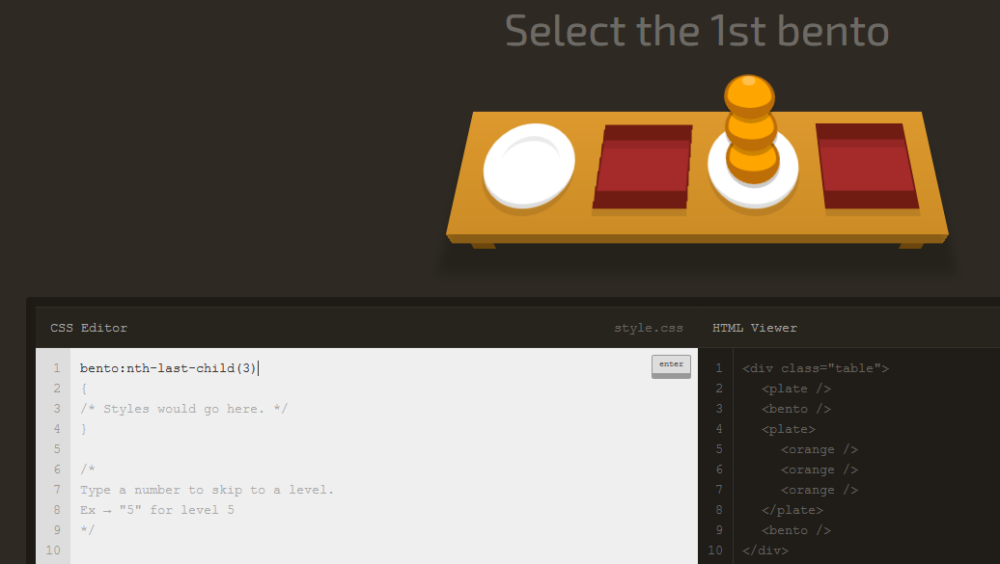 Select the 1st bento
CSS Editor
style.css
HTML Viewer
1 bento:nth-last-child(3)
enter
2 {
3 /* Styles would go here. */
4 }
5
6 /*
7 Type a number to skip to a level.
8 Ex → "5" for level 5
9 */
10
1 <div class="table">
2 <plate />
3 <bento />
4 <plate>
5 <orange />
6 <orange />
7 <orange />
8 </plate>
9 <bento />
10 </div>